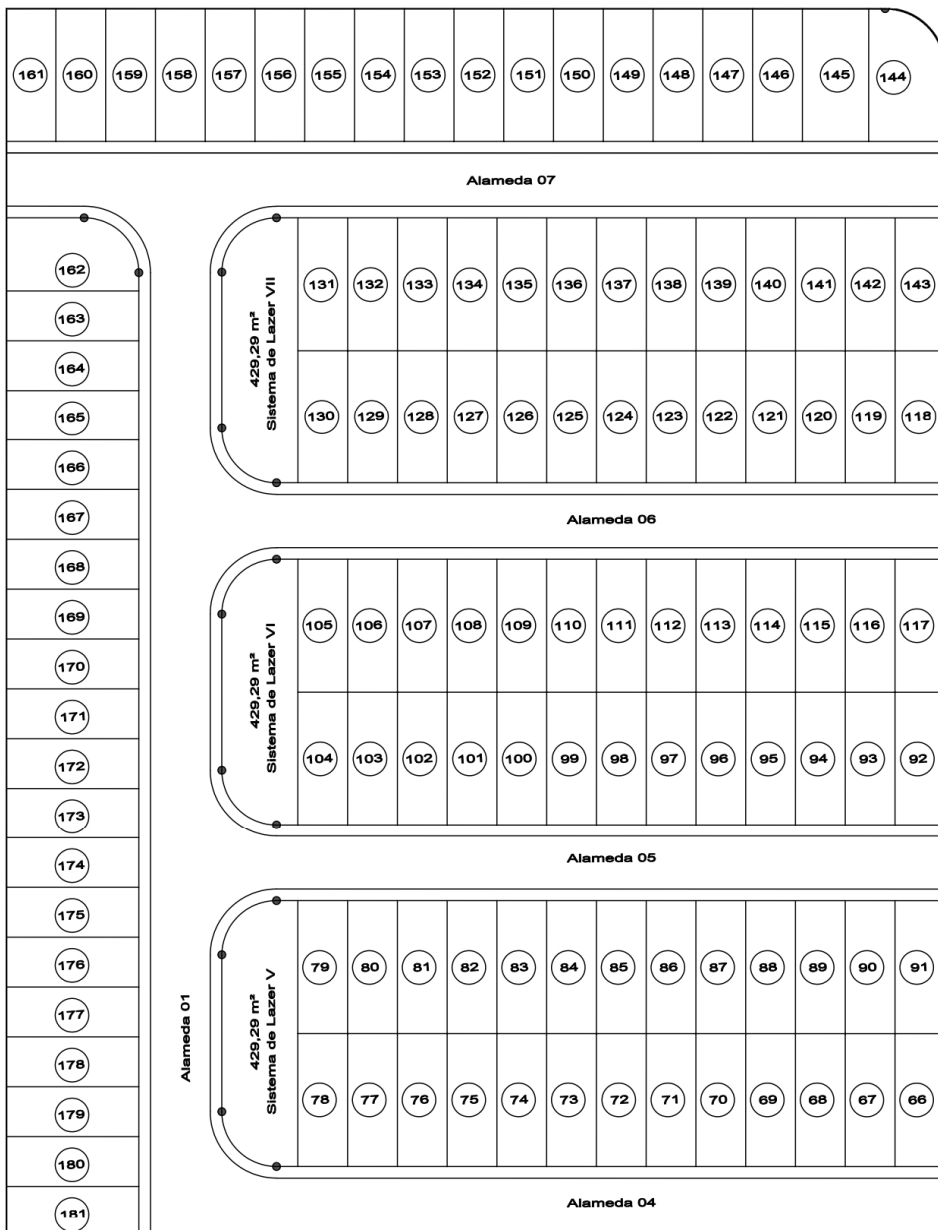 161 160 159 158 157 156 155 154 153 152 151 150 149 148 147 146 145 144
Alameda 07
162
163
164
165
166
167
168
169
170
171
172
173
174
175
176
177
178
179
180
181
Alameda 01
429,29 m²
Sistema de Lazer VII
131 132 133 134 135 136 137 138 139 140 141 142 143
130 129 128 127 126 125 124 123 122 121 120 119 118
Alameda 06
429,29 m²
Sistema de Lazer VI
105 106 107 108 109 110 111 112 113 114 115 116 117
104 103 102 101 100 99 98 97 96 95 94 93 92
Alameda 05
429,29 m²
Sistema de Lazer V
79 80 81 82 83 84 85 86 87 88 89 90 91
78 77 76 75 74 73 72 71 70 69 68 67 66
Alameda 04